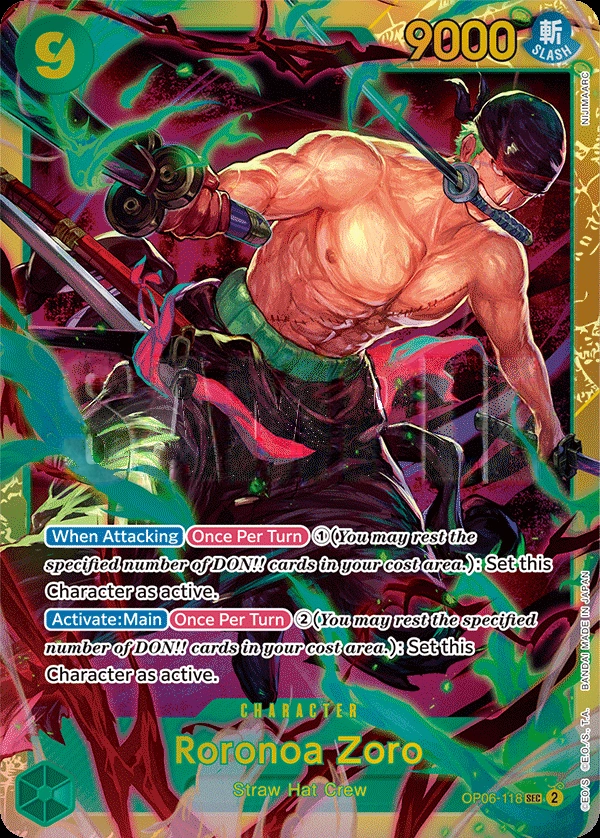 9
9000
斬
SLASH
NIJIMAARC
SAMPLE
When Attacking Once Per Turn ① (You may rest the
specified number of DON!! cards in your cost area.): Set this
Character as active.
Activate:Main Once Per Turn ② (You may rest the specified
number of DON!! cards in your cost area.): Set this
Character as active.
CHARACTER
Roronoa Zoro
Straw Hat Crew
OP06-118 SEC 2
©E.O/S ©E.O./S., T.A. BANDAI MADE IN JAPAN